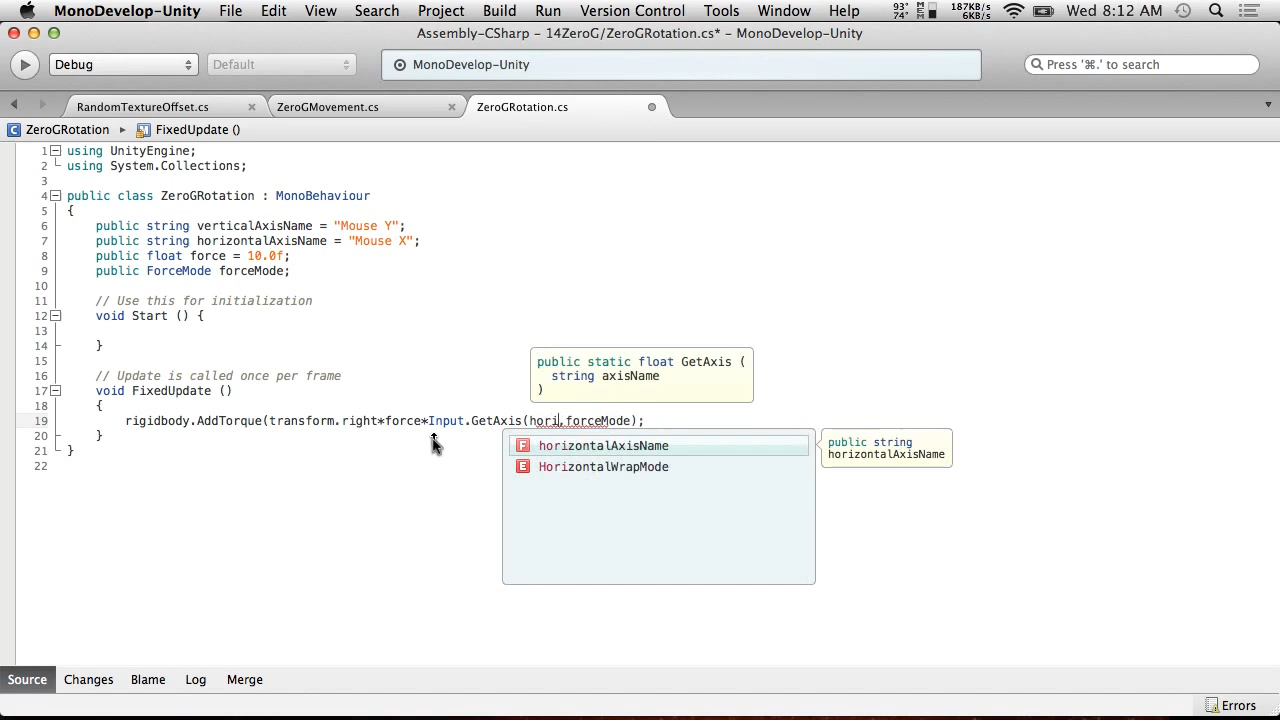 MonoDevelop-Unity File Edit View Search Project Build Run Version Control Tools Window Help 93° 74° 187KB/s 6KB/s Wed 8:12 AM
Assembly-CSharp - 14ZeroG/ZeroGRotation.cs* - MonoDevelop-Unity
Debug Default MonoDevelop-Unity Press '⌘.' to search
RandomTextureOffset.cs ZeroGMovement.cs ZeroGRotation.cs
ZeroGRotation FixedUpdate ()
1 using UnityEngine;
2 using System.Collections;
3
4 public class ZeroGRotation : MonoBehaviour
5 {
6 public string verticalAxisName = "Mouse Y";
7 public string horizontalAxisName = "Mouse X";
8 public float force = 10.0f;
9 public ForceMode forceMode;
10
11 // Use this for initialization
12 void Start () {
13
14 }
15
16 // Update is called once per frame
17 void FixedUpdate ()
18 {
19 rigidbody.AddTorque(transform.right*force*Input.GetAxis(hori,forceMode);
20 }
21 }
22
public static float GetAxis (
string axisName
)
F horizontalAxisName
E HorizontalWrapMode
public string
horizontalAxisName
Source Changes Blame Log Merge
Errors